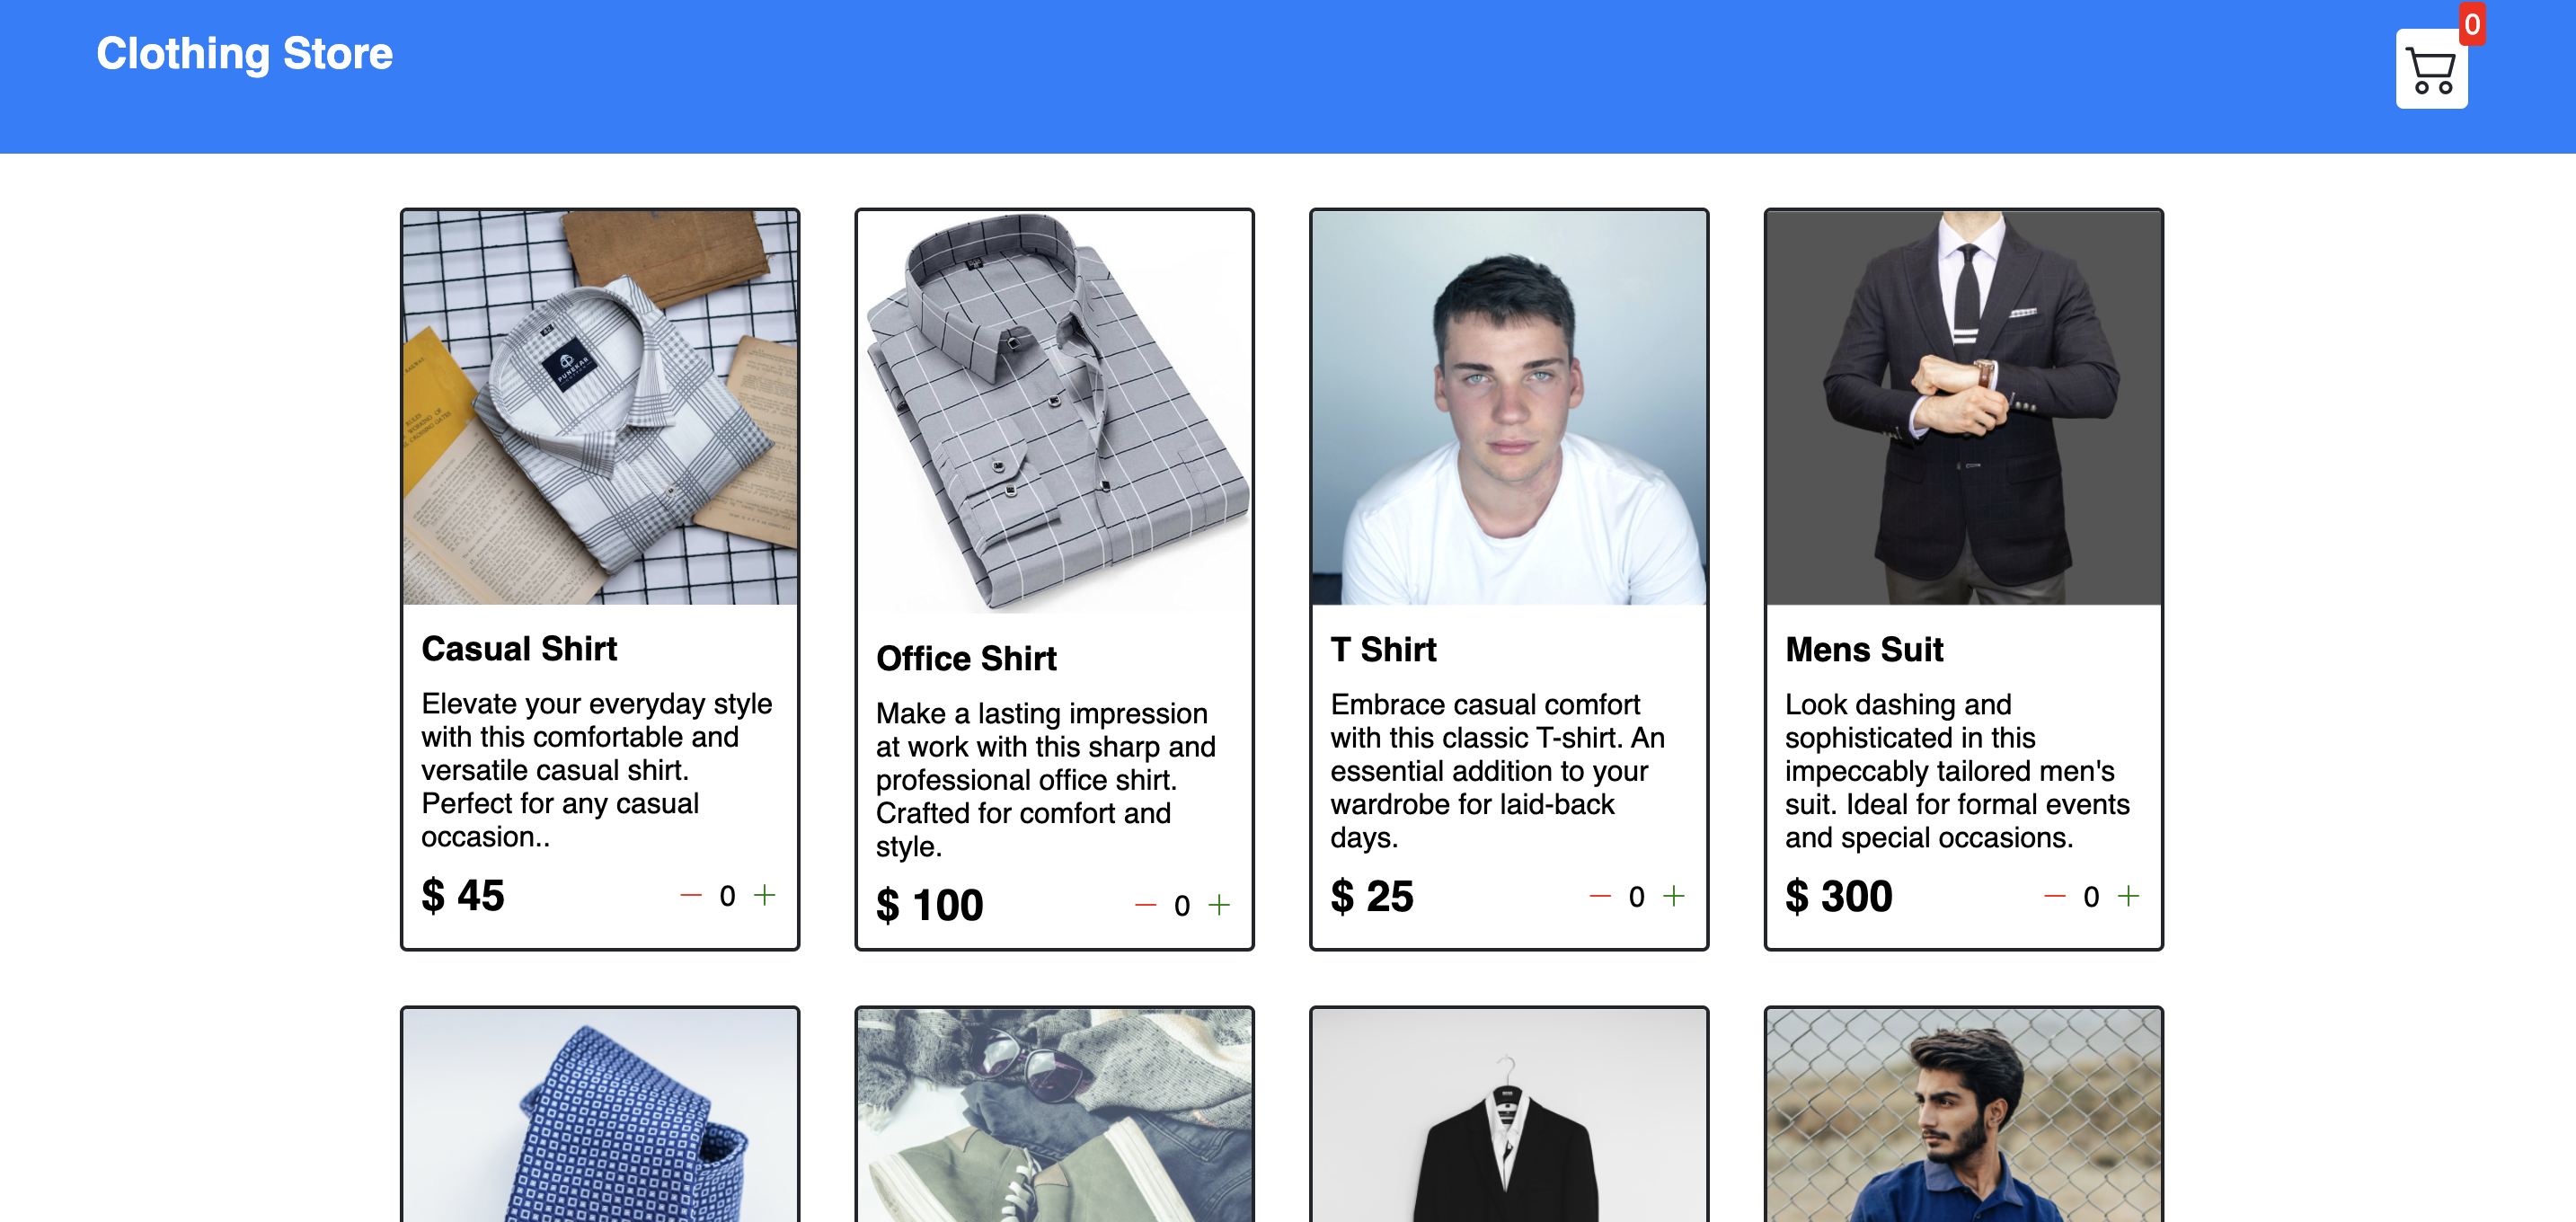 Clothing Store
0
PUNEKAR
Casual Shirt
Elevate your everyday style
with this comfortable and
versatile casual shirt.
Perfect for any casual
occasion..
$ 45
0
Office Shirt
Make a lasting impression
at work with this sharp and
professional office shirt.
Crafted for comfort and
style.
$ 100
0
T Shirt
Embrace casual comfort
with this classic T-shirt. An
essential addition to your
wardrobe for laid-back
days.
$ 25
0
Mens Suit
Look dashing and
sophisticated in this
impeccably tailored men's
suit. Ideal for formal events
and special occasions.
$ 300
0